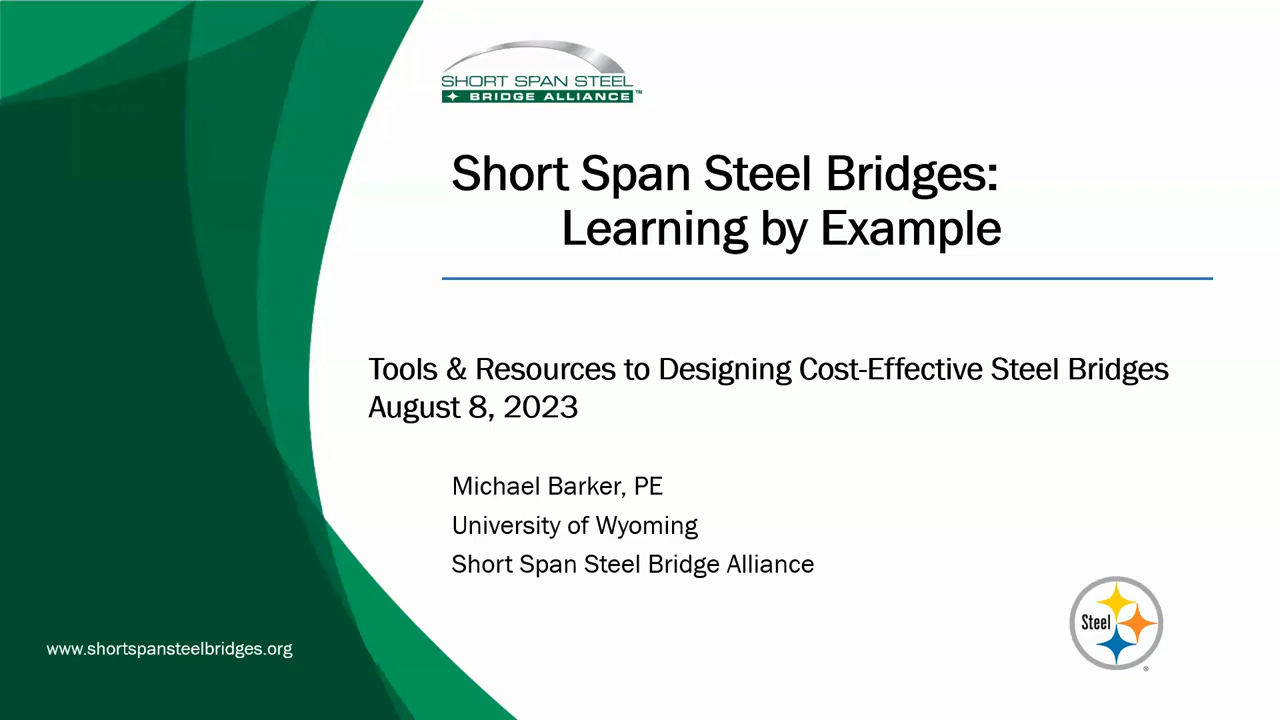 SHORT SPAN STEEL
BRIDGE ALLIANCE™
Short Span Steel Bridges:
Learning by Example
Tools & Resources to Designing Cost-Effective Steel Bridges
August 8, 2023
Michael Barker, PE
University of Wyoming
Short Span Steel Bridge Alliance
Steel
®
www.shortspansteelbridges.org